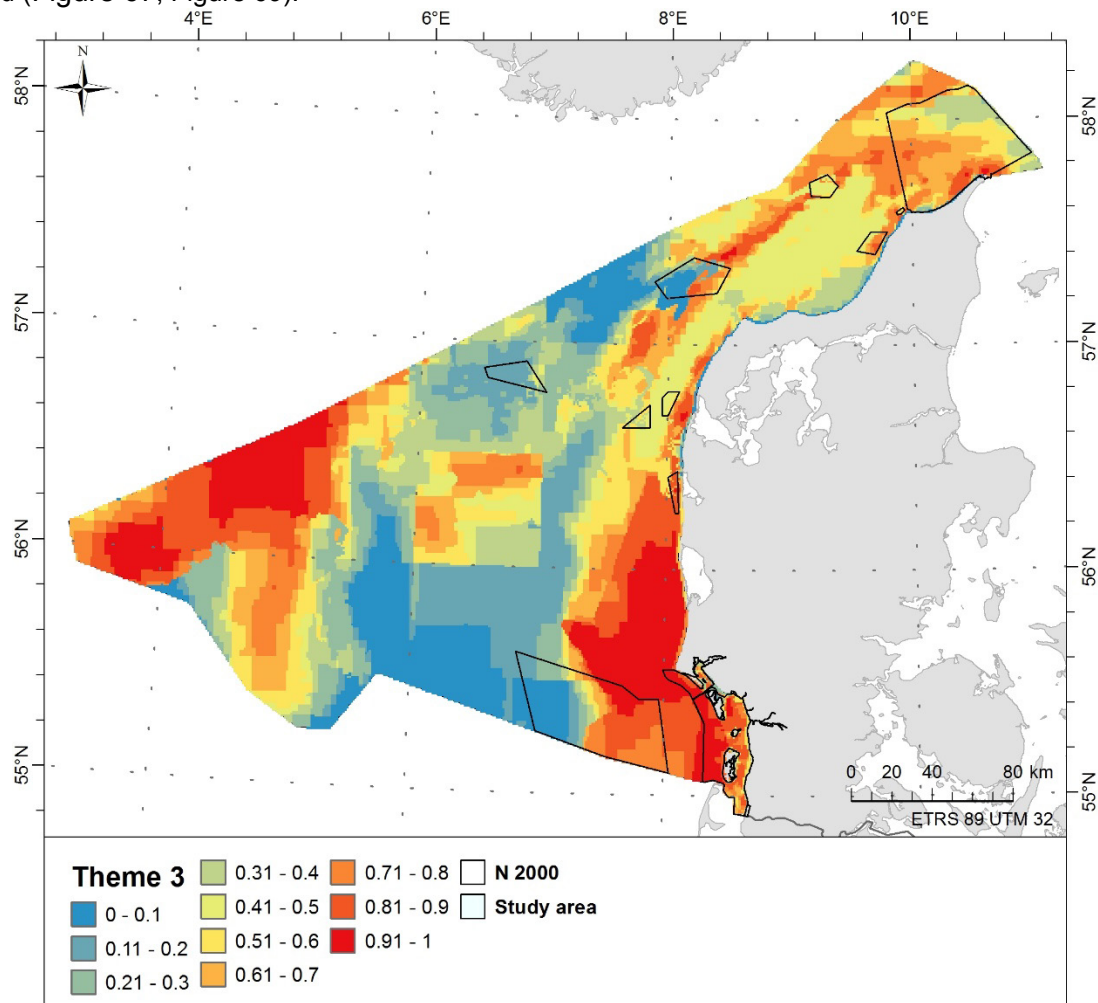 4°E 6°E 8°E 10°E
N
58°N 58°N
57°N 57°N
56°N 56°N
55°N 55°N
0 20 40 80 km
ETRS 89 UTM 32
Theme 3
0 - 0.1
0.11 - 0.2
0.21 - 0.3
0.31 - 0.4
0.41 - 0.5
0.51 - 0.6
0.61 - 0.7
0.71 - 0.8
0.81 - 0.9
0.91 - 1
N 2000
Study area